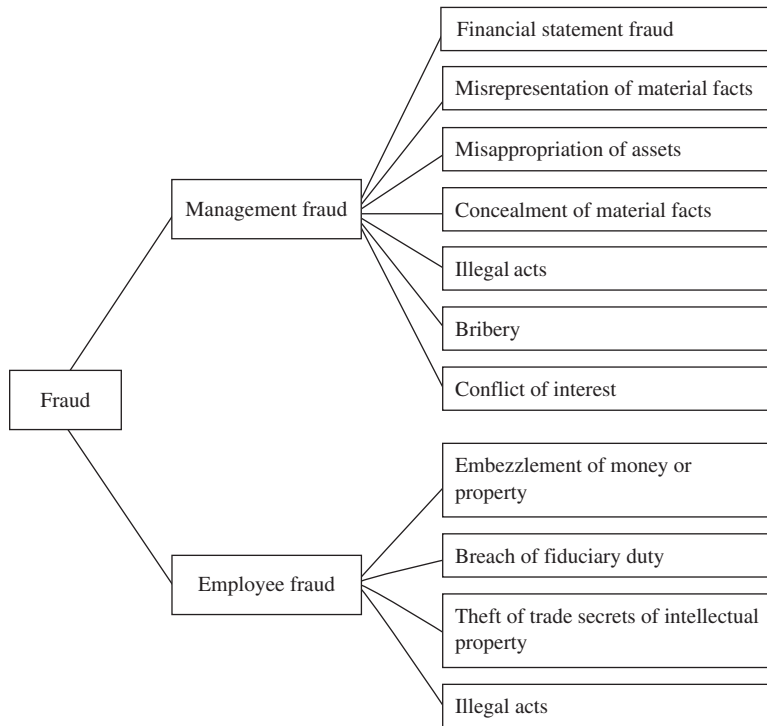 Financial statement fraud
Misrepresentation of material facts
Misappropriation of assets
Management fraud
Concealment of material facts
Illegal acts
Bribery
Conflict of interest
Fraud
Embezzlement of money or
property
Breach of fiduciary duty
Employee fraud
Theft of trade secrets of intellectual
property
Illegal acts